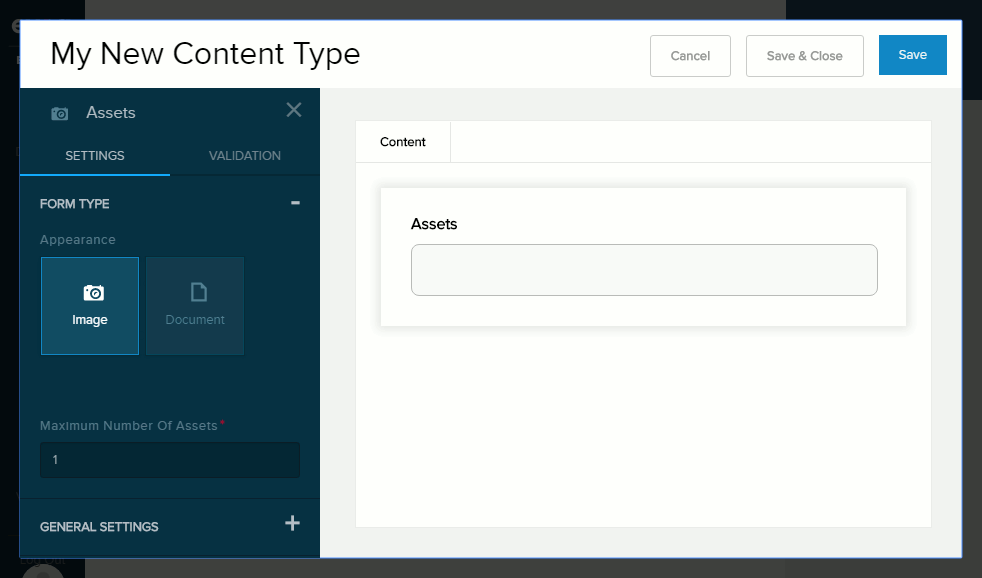 My New Content Type
Cancel
Save & Close
Save
Assets
SETTINGS
VALIDATION
FORM TYPE
Appearance
Image
Document
Maximum Number Of Assets*
1
GENERAL SETTINGS
Content
Assets